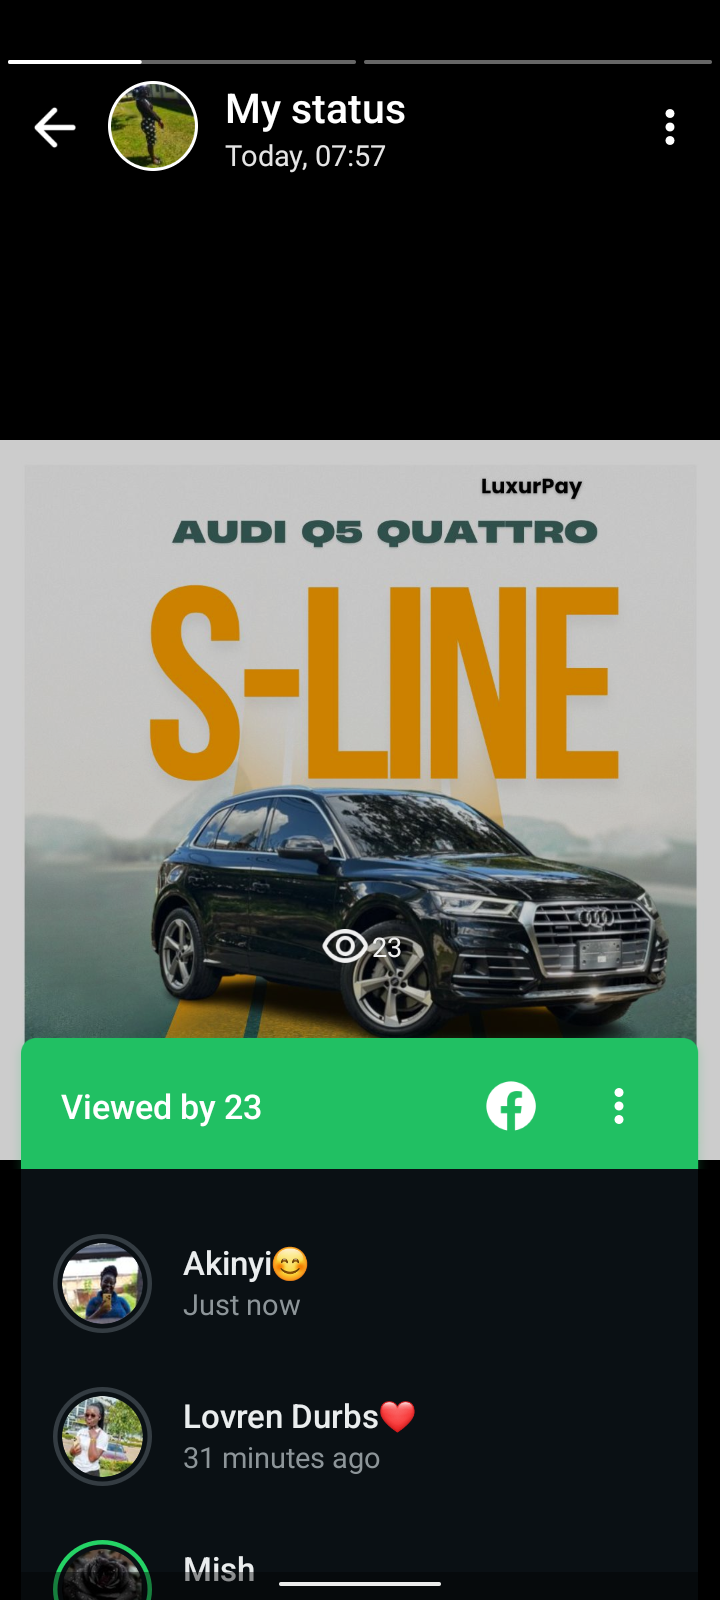 My status
Today, 07:57
LuxurPay
AUDI Q5 QUATTRO
S-LINE
23
Viewed by 23
Akinyi😊
Just now
Lovren Durbs❤️
31 minutes ago
Mish